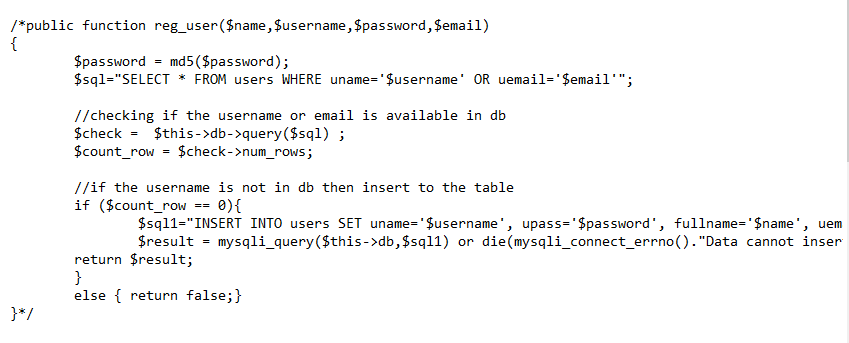 /*public function reg_user($name,$username,$password,$email)
{
$password = md5($password);
$sql="SELECT * FROM users WHERE uname='$username' OR uemail='$email'";
//checking if the username or email is available in db
$check =  $this->db->query($sql) ;
$count_row = $check->num_rows;
//if the username is not in db then insert to the table
if ($count_row == 0){
$sql1="INSERT INTO users SET uname='$username', upass='$password', fullname='$name', uem
$result = mysqli_query($this->db,$sql1) or die(mysqli_connect_errno()."Data cannot inser
return $result;
}
else { return false;}
}*/